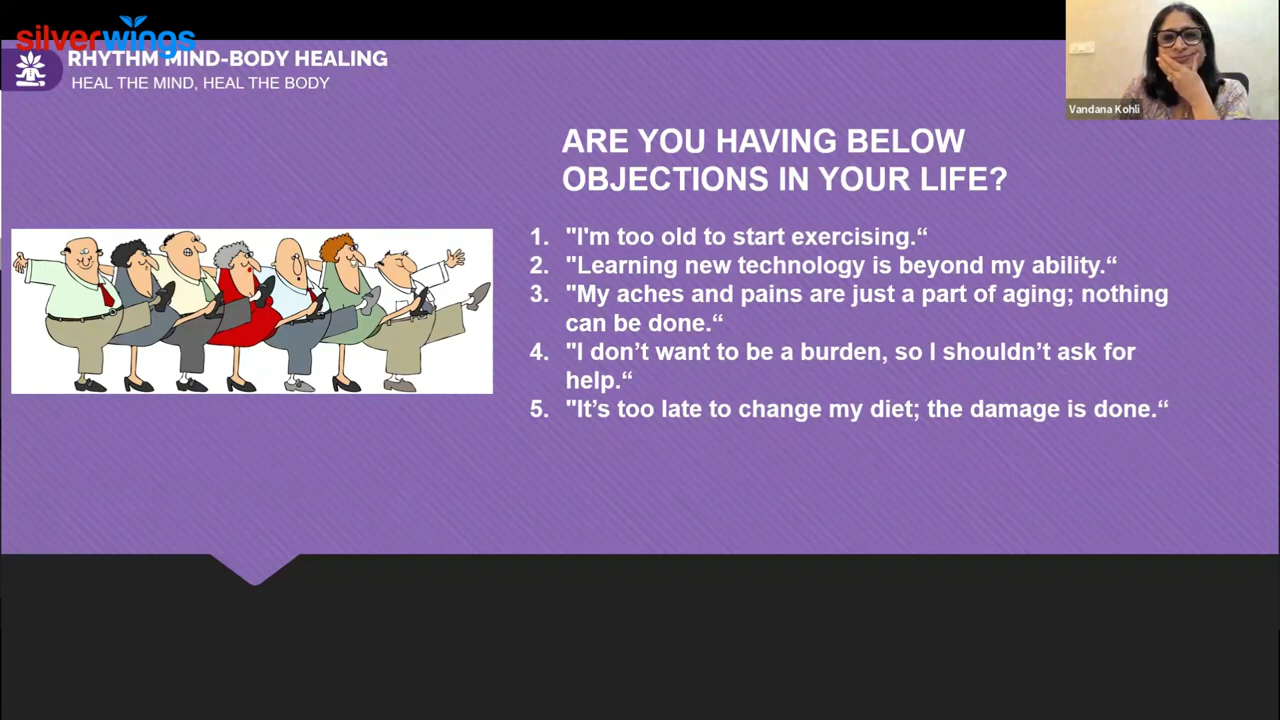 silverwings
RHYTHM MIND-BODY HEALING
HEAL THE MIND, HEAL THE BODY
Vandana Kohli
ARE YOU HAVING BELOW
OBJECTIONS IN YOUR LIFE?
1. "I'm too old to start exercising.“
2. "Learning new technology is beyond my ability.“
3. "My aches and pains are just a part of aging; nothing
can be done.“
4. "I don’t want to be a burden, so I shouldn’t ask for
help.“
5. "It’s too late to change my diet; the damage is done.“